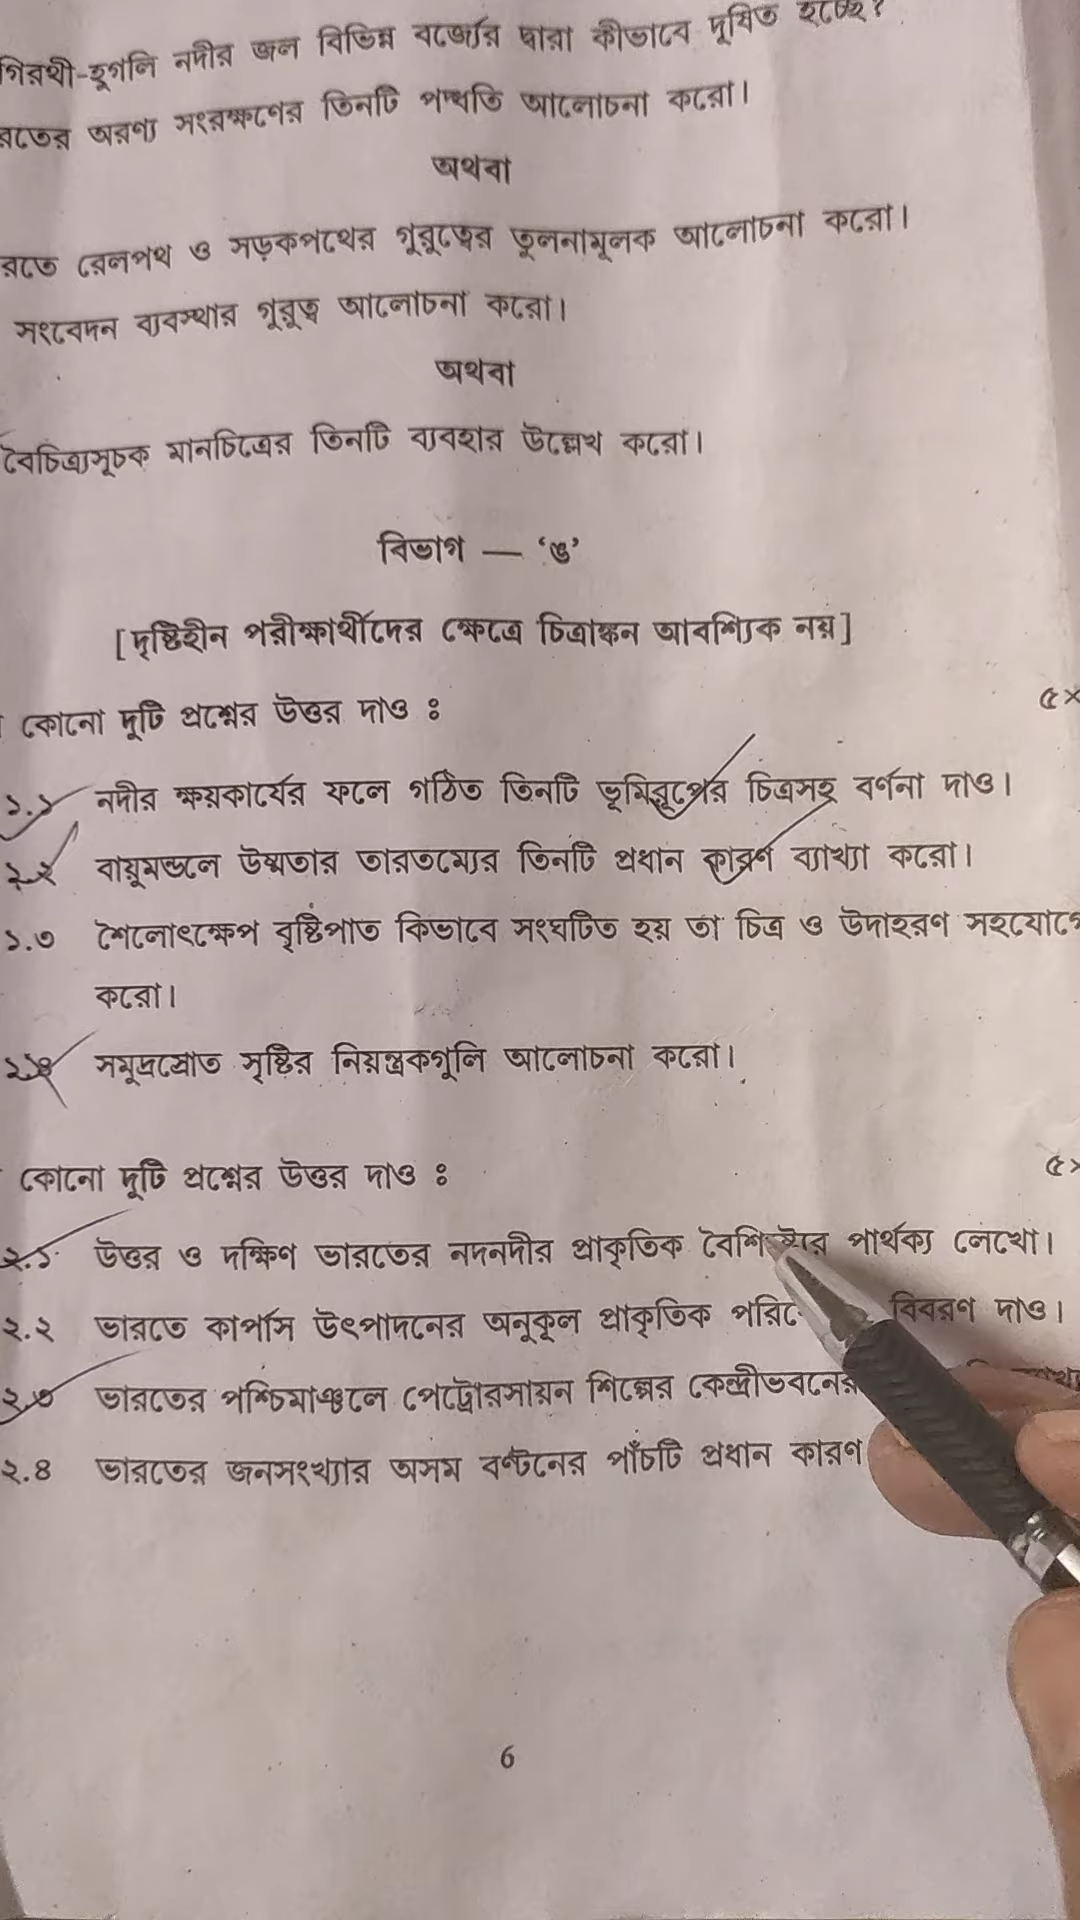 গিরথী-হুগলি নদীর জল বিভিন্ন বর্জ্যের দ্বারা কীভাবে দূষিত হচ্ছে?
রতের অরণ্য সংরক্ষণের তিনটি পদ্ধতি আলোচনা করো।
অথবা
রতে রেলপথ ও সড়কপথের গুরুত্বের তুলনামূলক আলোচনা করো।
সংবেদন ব্যবস্থার গুরুত্ব আলোচনা করো।
অথবা
বৈচিত্র্যসূচক মানচিত্রের তিনটি ব্যবহার উল্লেখ করো।
বিভাগ — ‘ঙ’
[দৃষ্টিহীন পরীক্ষার্থীদের ক্ষেত্রে চিত্রাঙ্কন আবশ্যিক নয়]
কোনো দুটি প্রশ্নের উত্তর দাও ঃ ৫×
১.১ নদীর ক্ষয়কার্যের ফলে গঠিত তিনটি ভূমিরূপের চিত্রসহ বর্ণনা দাও।
১.২ বায়ুমন্ডলে উষ্মতার তারতম্যের তিনটি প্রধান কারণ ব্যাখ্যা করো।
১.৩ শৈলোৎক্ষেপ বৃষ্টিপাত কিভাবে সংঘটিত হয় তা চিত্র ও উদাহরণ সহযোগে
করো।
১.৪ সমুদ্রস্রোত সৃষ্টির নিয়ন্ত্রকগুলি আলোচনা করো।
কোনো দুটি প্রশ্নের উত্তর দাও ঃ ৫×
২.১ উত্তর ও দক্ষিণ ভারতের নদনদীর প্রাকৃতিক বৈশিষ্ট্যের পার্থক্য লেখো।
২.২ ভারতে কার্পাস উৎপাদনের অনুকূল প্রাকৃতিক পরিবে বিবরণ দাও।
২.৩ ভারতের পশ্চিমাঞ্চলে পেট্রোরসায়ন শিল্পের কেন্দ্রীভবনের
২.৪ ভারতের জনসংখ্যার অসম বণ্টনের পাঁচটি প্রধান কারণ
6